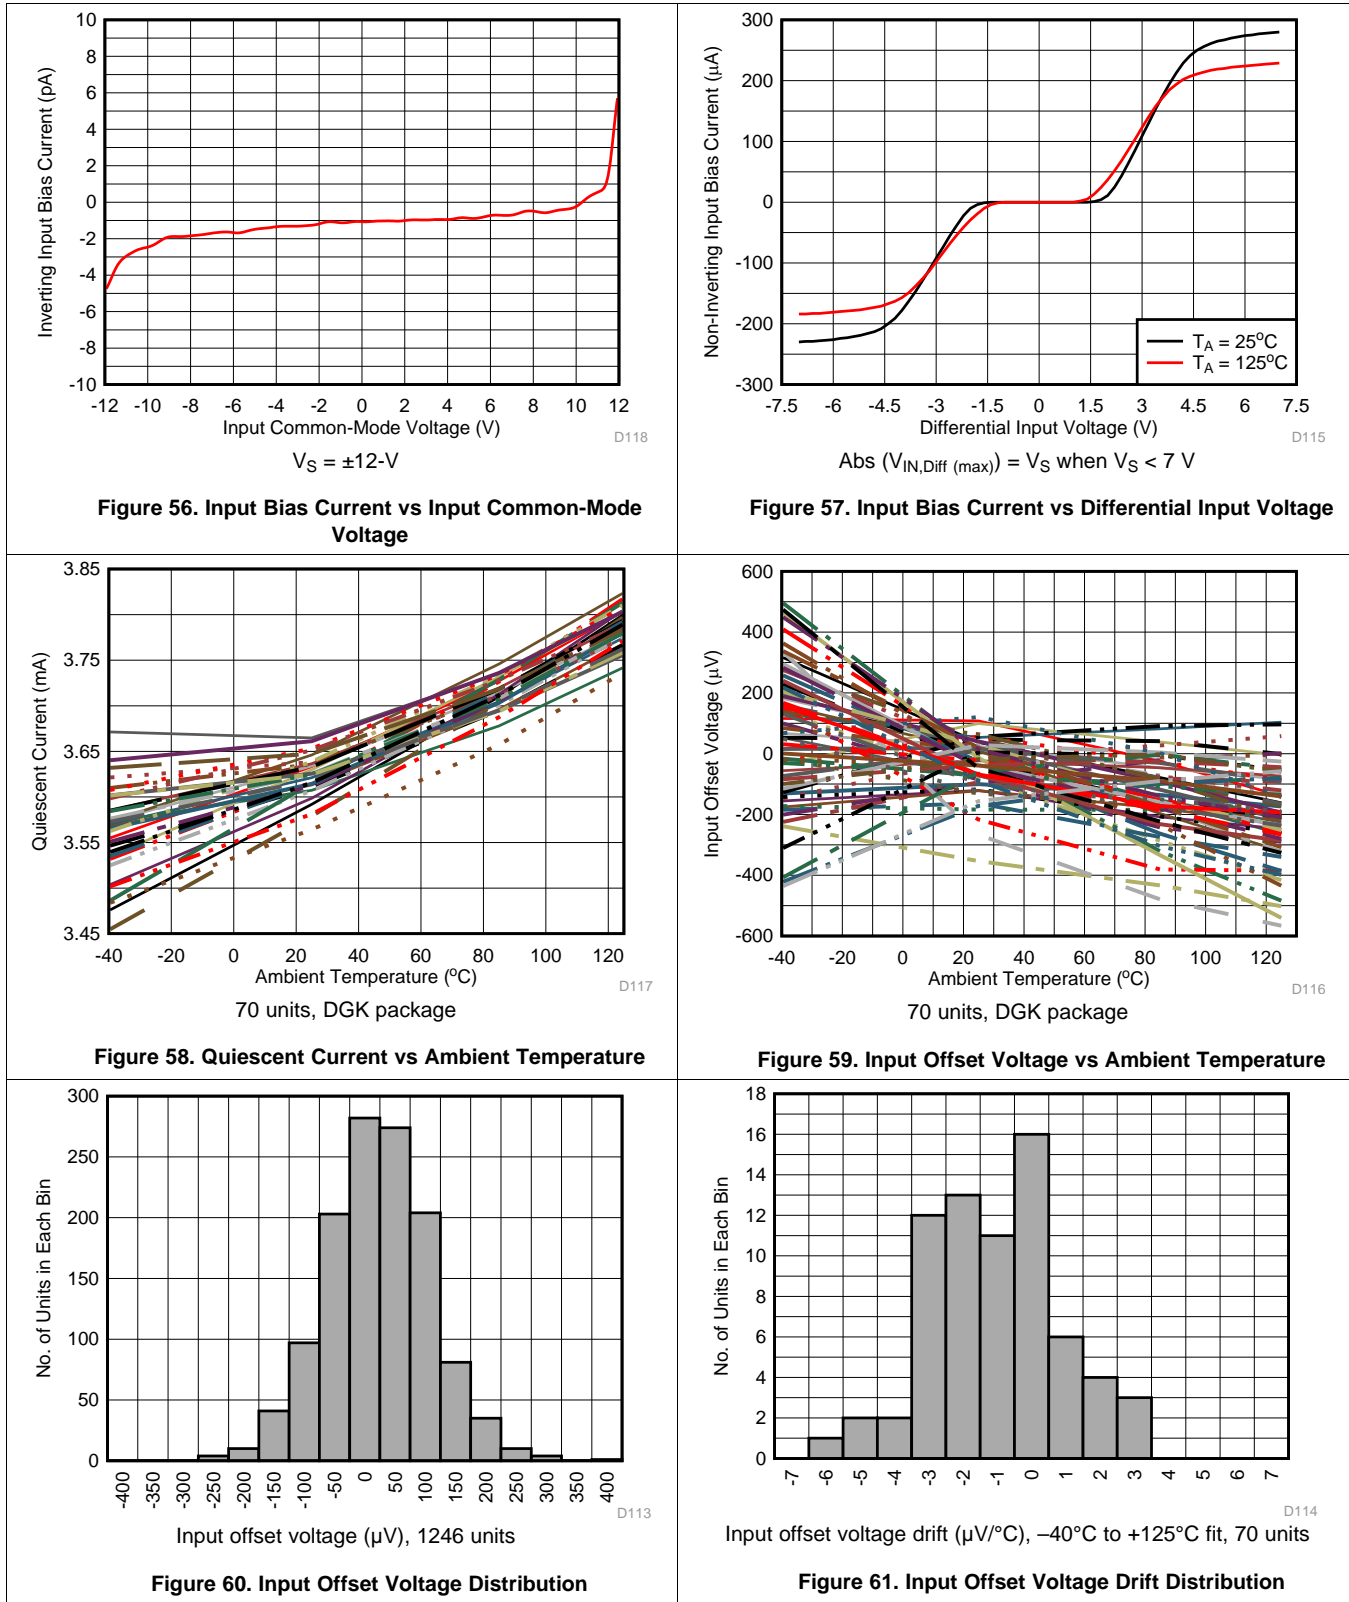 10
8
6
4
2
0
-2
-4
-6
-8
-10
Inverting Input Bias Current (pA)
-12 -10 -8 -6 -4 -2 0 2 4 6 8 10 12
Input Common-Mode Voltage (V)
D118
VS = ±12-V
Figure 56. Input Bias Current vs Input Common-Mode
Voltage
300
200
100
0
-100
-200
-300
Non-Inverting Input Bias Current (µA)
TA = 25°C
TA = 125°C
-7.5 -6 -4.5 -3 -1.5 0 1.5 3 4.5 6 7.5
Differential Input Voltage (V)
D115
Abs (VIN,Diff (max)) = VS when VS < 7 V
Figure 57. Input Bias Current vs Differential Input Voltage
3.85
3.75
3.65
3.55
3.45
Quiescent Current (mA)
-40 -20 0 20 40 60 80 100 120
Ambient Temperature (°C)
D117
70 units, DGK package
Figure 58. Quiescent Current vs Ambient Temperature
600
400
200
0
-200
-400
-600
Input Offset Voltage (µV)
-40 -20 0 20 40 60 80 100 120
Ambient Temperature (°C)
D116
70 units, DGK package
Figure 59. Input Offset Voltage vs Ambient Temperature
300
250
200
150
100
50
0
No. of Units in Each Bin
-400 -350 -300 -250 -200 -150 -100 -50 0 50 100 150 200 250 300 350 400
D113
Input offset voltage (µV), 1246 units
Figure 60. Input Offset Voltage Distribution
18
16
14
12
10
8
6
4
2
0
No. of Units in Each Bin
-7 -6 -5 -4 -3 -2 -1 0 1 2 3 4 5 6 7
D114
Input offset voltage drift (µV/°C), –40°C to +125°C fit, 70 units
Figure 61. Input Offset Voltage Drift Distribution